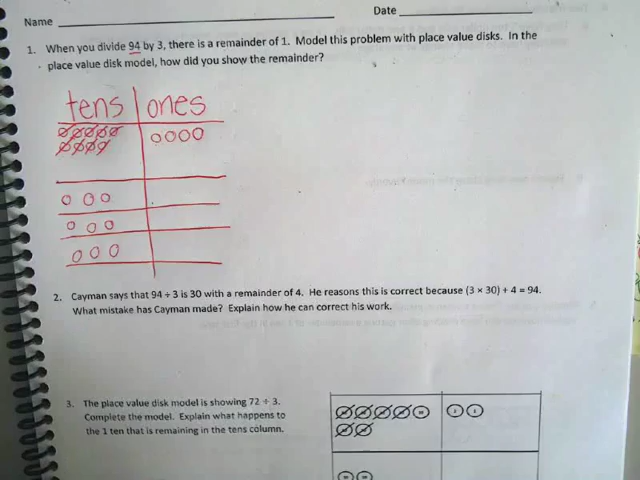 Name
Date
1. When you divide 94 by 3, there is a remainder of 1. Model this problem with place value disks. In the
place value disk model, how did you show the remainder?
tens ones
2. Cayman says that 94 ÷ 3 is 30 with a remainder of 4. He reasons this is correct because (3 × 30) + 4 = 94.
What mistake has Cayman made? Explain how he can correct his work.
3. The place value disk model is showing 72 ÷ 3.
Complete the model. Explain what happens to
the 1 ten that is remaining in the tens column.